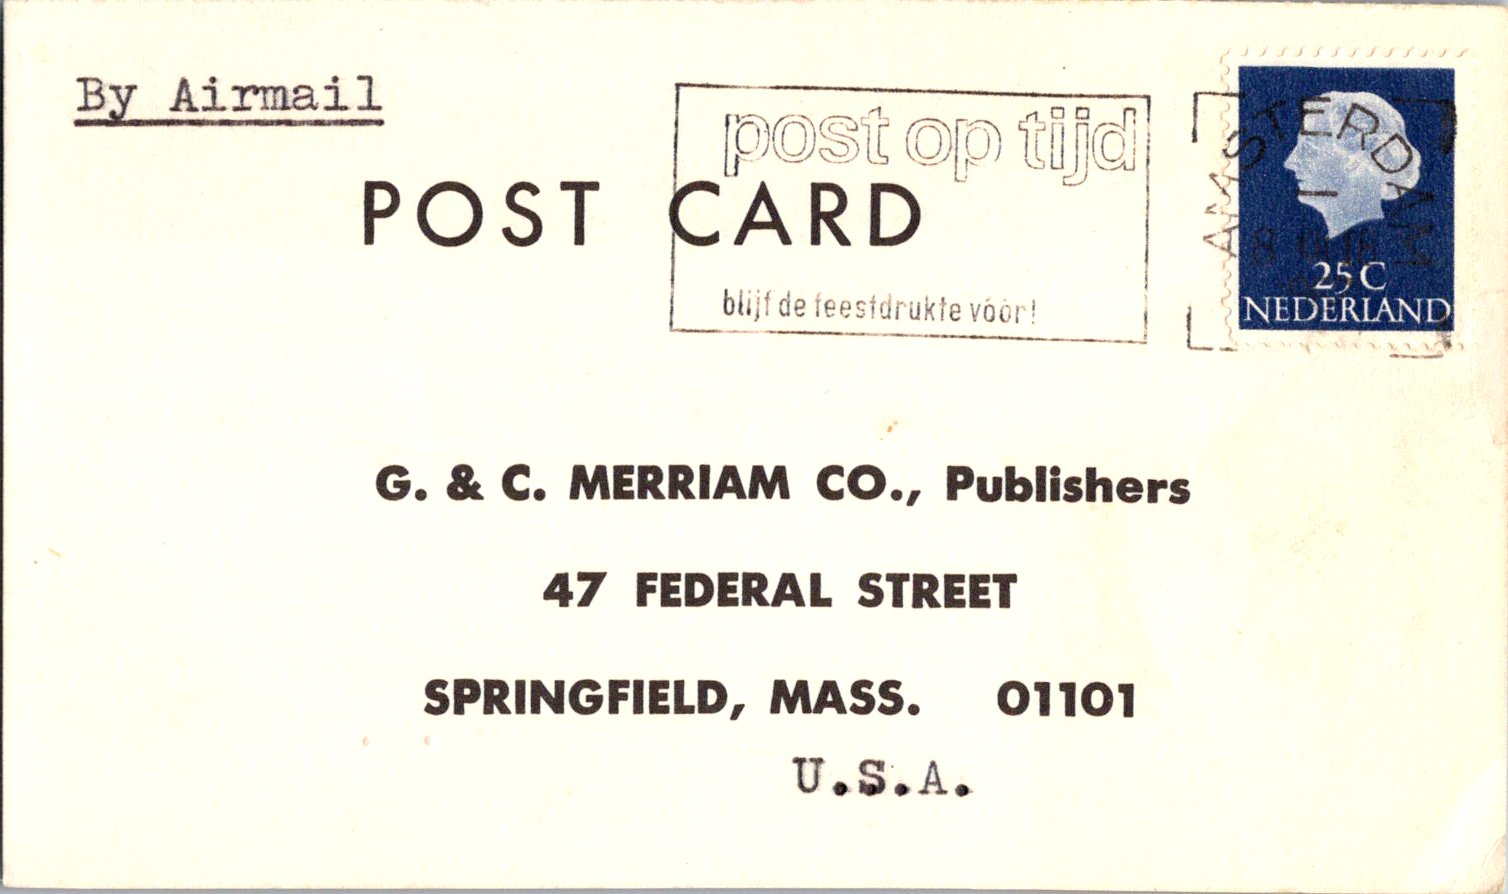 By Airmail
post op tijd
AMSTERDAM
POST CARD
25 C
NEDERLAND
blijf de feestdrukte vóór!
G. & C. MERRIAM CO., Publishers
47 FEDERAL STREET
SPRINGFIELD, MASS. 01101
U.S.A.